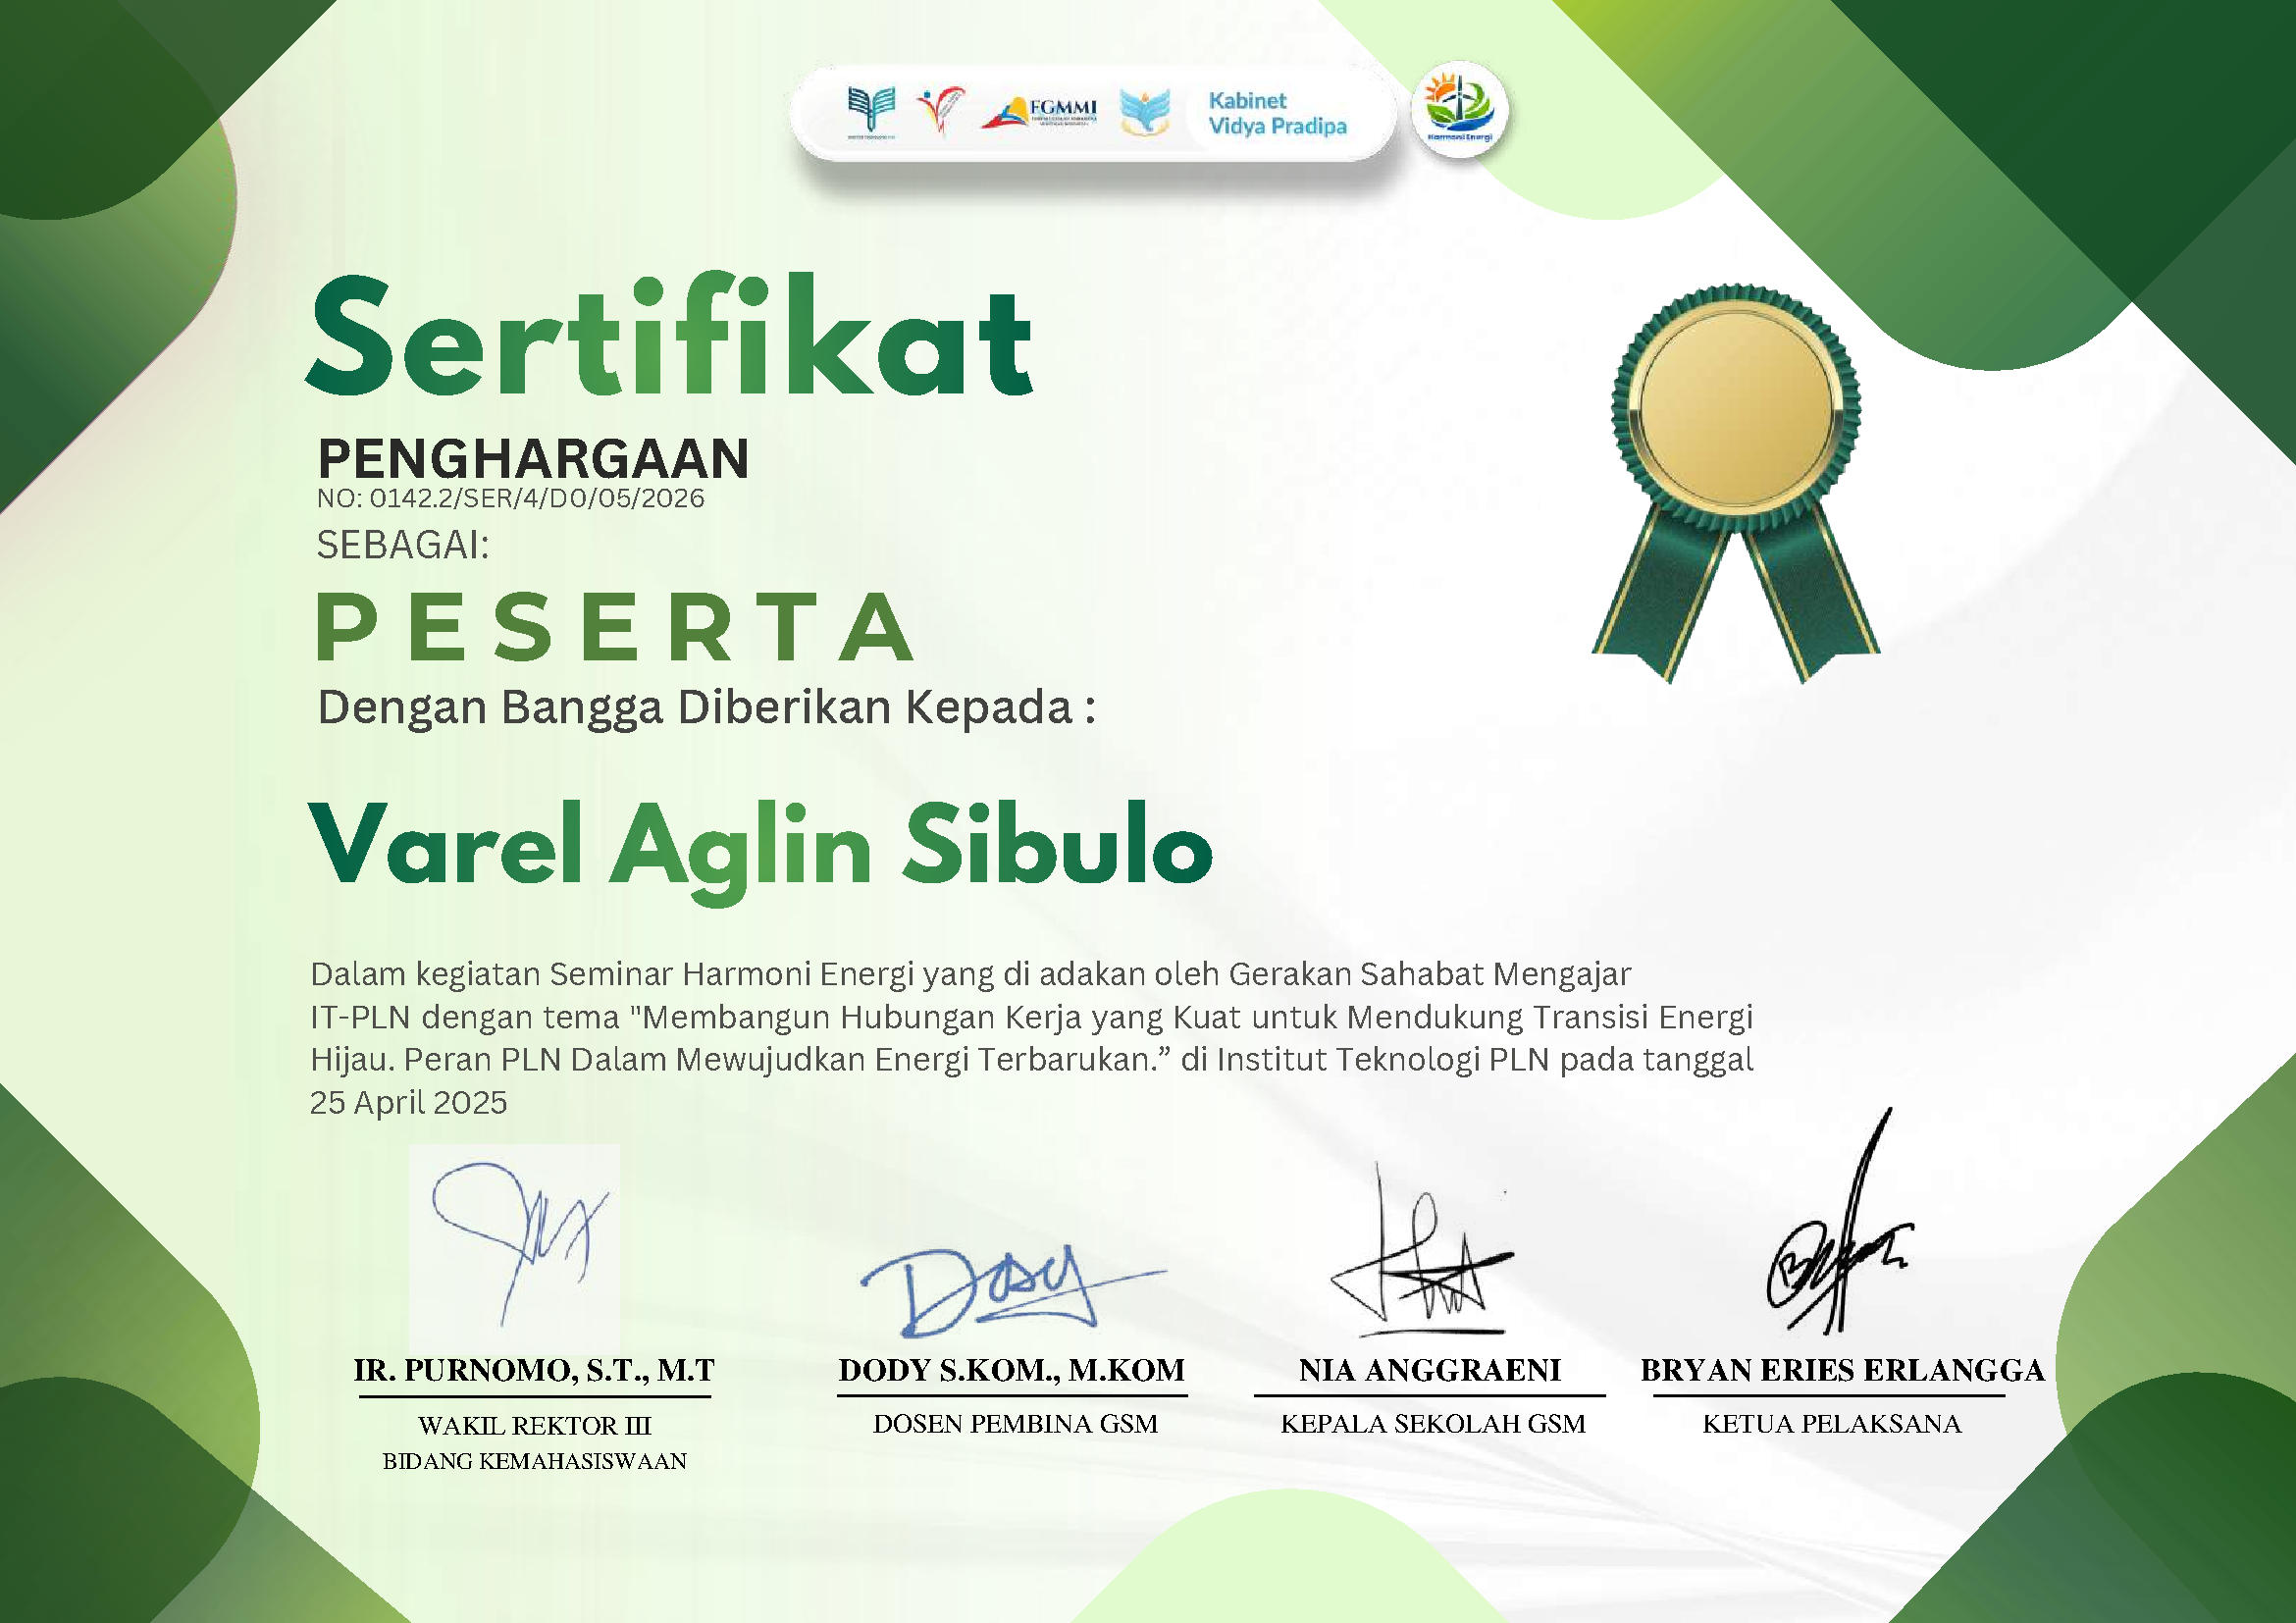 FGMMI
Kabinet
Vidya Pradipa
Harmoni Energi
Sertifikat
PENGHARGAAN
NO: 0142.2/SER/4/D0/05/2026
SEBAGAI:
PESERTA
Dengan Bangga Diberikan Kepada :
Varel Aglin Sibulo
Dalam kegiatan Seminar Harmoni Energi yang di adakan oleh Gerakan Sahabat Mengajar
IT-PLN dengan tema "Membangun Hubungan Kerja yang Kuat untuk Mendukung Transisi Energi
Hijau. Peran PLN Dalam Mewujudkan Energi Terbarukan.” di Institut Teknologi PLN pada tanggal
25 April 2025
IR. PURNOMO, S.T., M.T
WAKIL REKTOR III
BIDANG KEMAHASISWAAN
DODY S.KOM., M.KOM
DOSEN PEMBINA GSM
NIA ANGGRAENI
KEPALA SEKOLAH GSM
BRYAN ERIES ERLANGGA
KETUA PELAKSANA